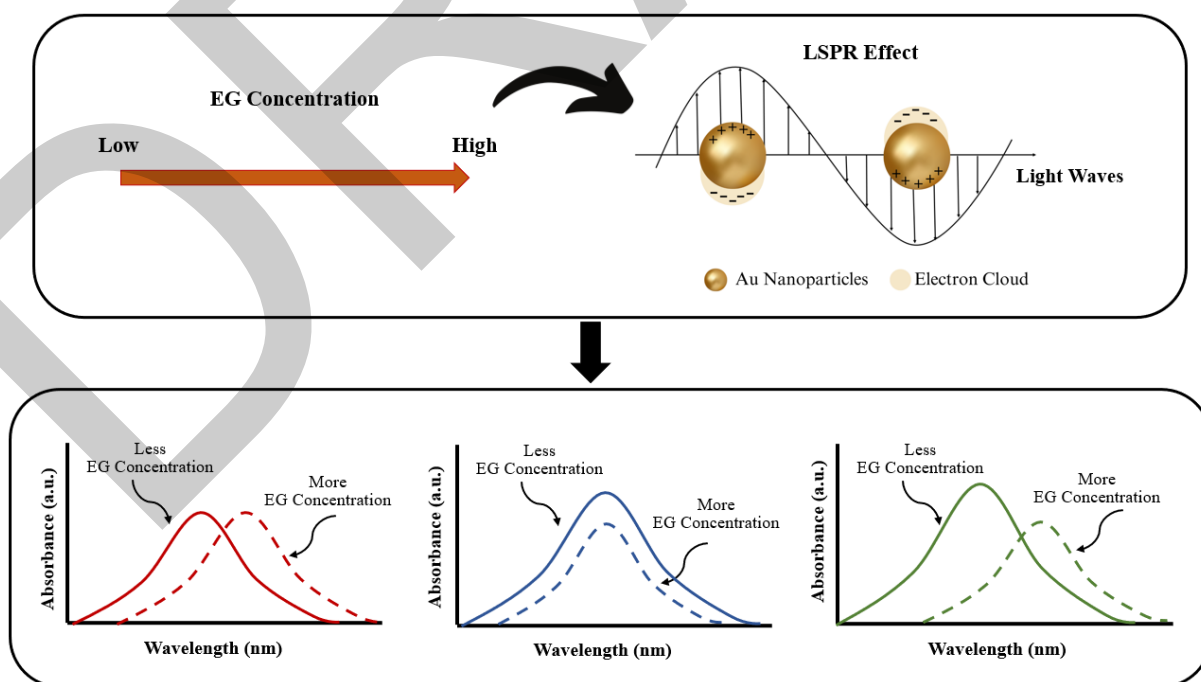 LSPR Effect
EG Concentration
Low
High
Light Waves
Au Nanoparticles
Electron Cloud
Less
EG Concentration
More
EG Concentration
Absorbance (a.u.)
Wavelength (nm)
Less
EG Concentration
More
EG Concentration
Absorbance (a.u.)
Wavelength (nm)
Less
EG Concentration
More
EG Concentration
Absorbance (a.u.)
Wavelength (nm)